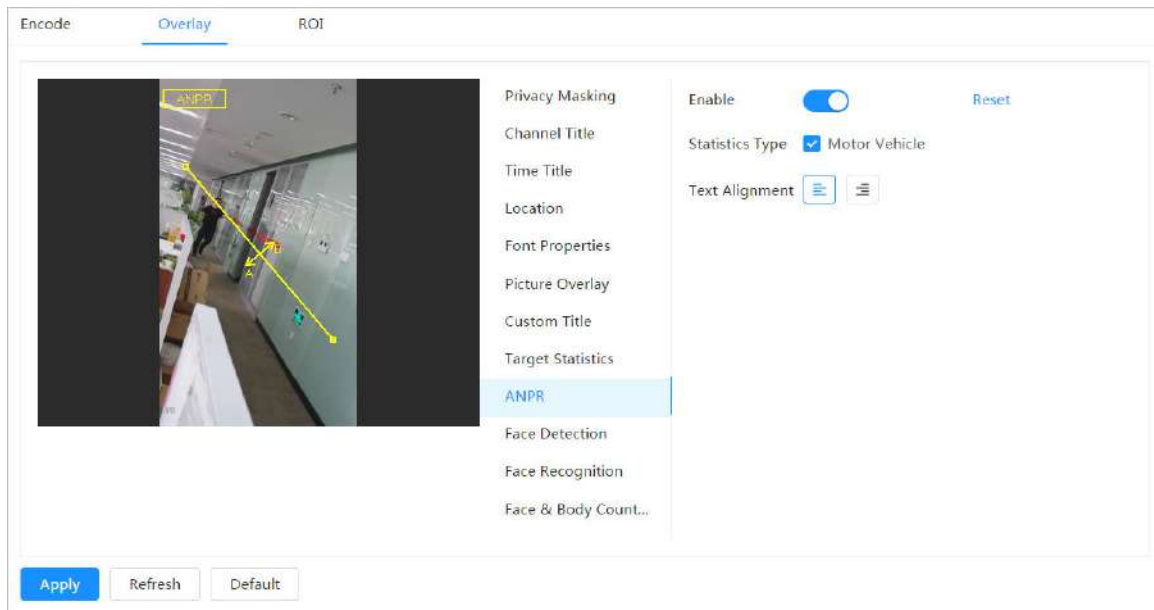 Encode Overlay ROI
ANPR
B
A
Privacy Masking
Channel Title
Time Title
Location
Font Properties
Picture Overlay
Custom Title
Target Statistics
ANPR
Face Detection
Face Recognition
Face & Body Count...
Enable Reset
Statistics Type Motor Vehicle
Text Alignment
Apply Refresh Default